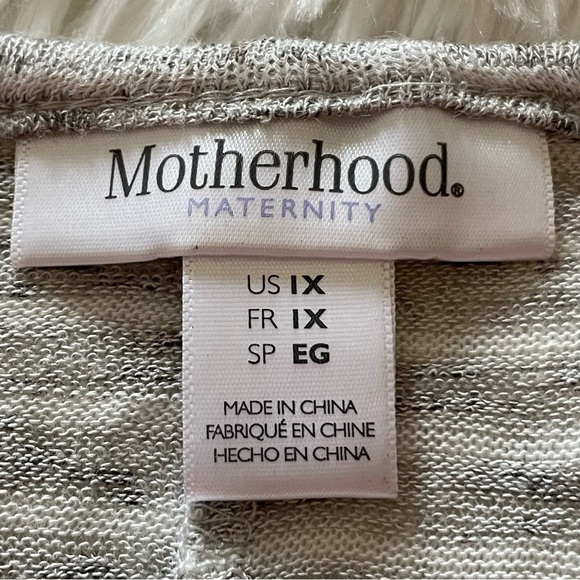 Motherhood®
MATERNITY
US 1X
FR 1X
SP EG
MADE IN CHINA
FABRIQUÉ EN CHINE
HECHO EN CHINA